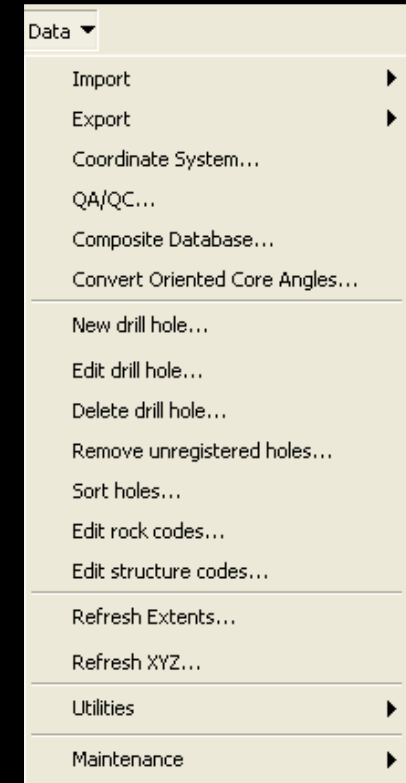 Data
Import
Export
Coordinate System...
QA/QC...
Composite Database...
Convert Oriented Core Angles...
New drill hole...
Edit drill hole...
Delete drill hole...
Remove unregistered holes...
Sort holes...
Edit rock codes...
Edit structure codes...
Refresh Extents...
Refresh XYZ...
Utilities
Maintenance